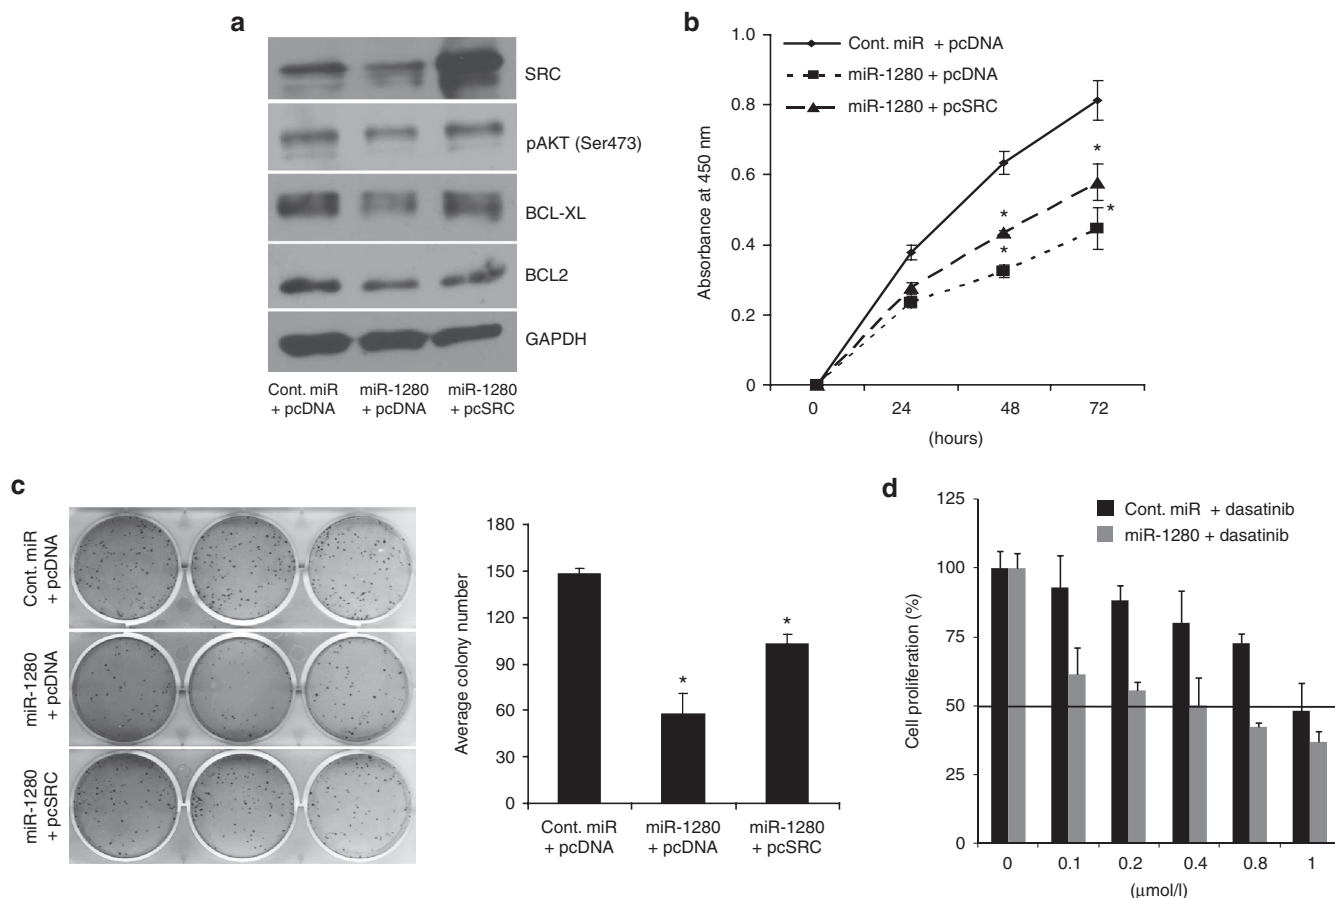 a
SRC
pAKT (Ser473)
BCL-XL
BCL2
GAPDH
Cont. miR
+ pcDNA
miR-1280
+ pcDNA
miR-1280
+ pcSRC
b
1.0
0.8
0.6
0.4
0.2
0
Absorbance at 450 nm
Cont. miR + pcDNA
miR-1280 + pcDNA
miR-1280 + pcSRC
*
*
*
*
0 24 48 72
(hours)
c
Cont. miR
+ pcDNA
miR-1280
+ pcDNA
miR-1280
+ pcSRC
180
150
120
90
60
30
0
Average colony number
*
*
Cont. miR
+ pcDNA
miR-1280
+ pcDNA
miR-1280
+ pcSRC
d
125
100
75
50
25
0
Cell proliferation (%)
Cont. miR + dasatinib
miR-1280 + dasatinib
0 0.1 0.2 0.4 0.8 1
(μmol/l)